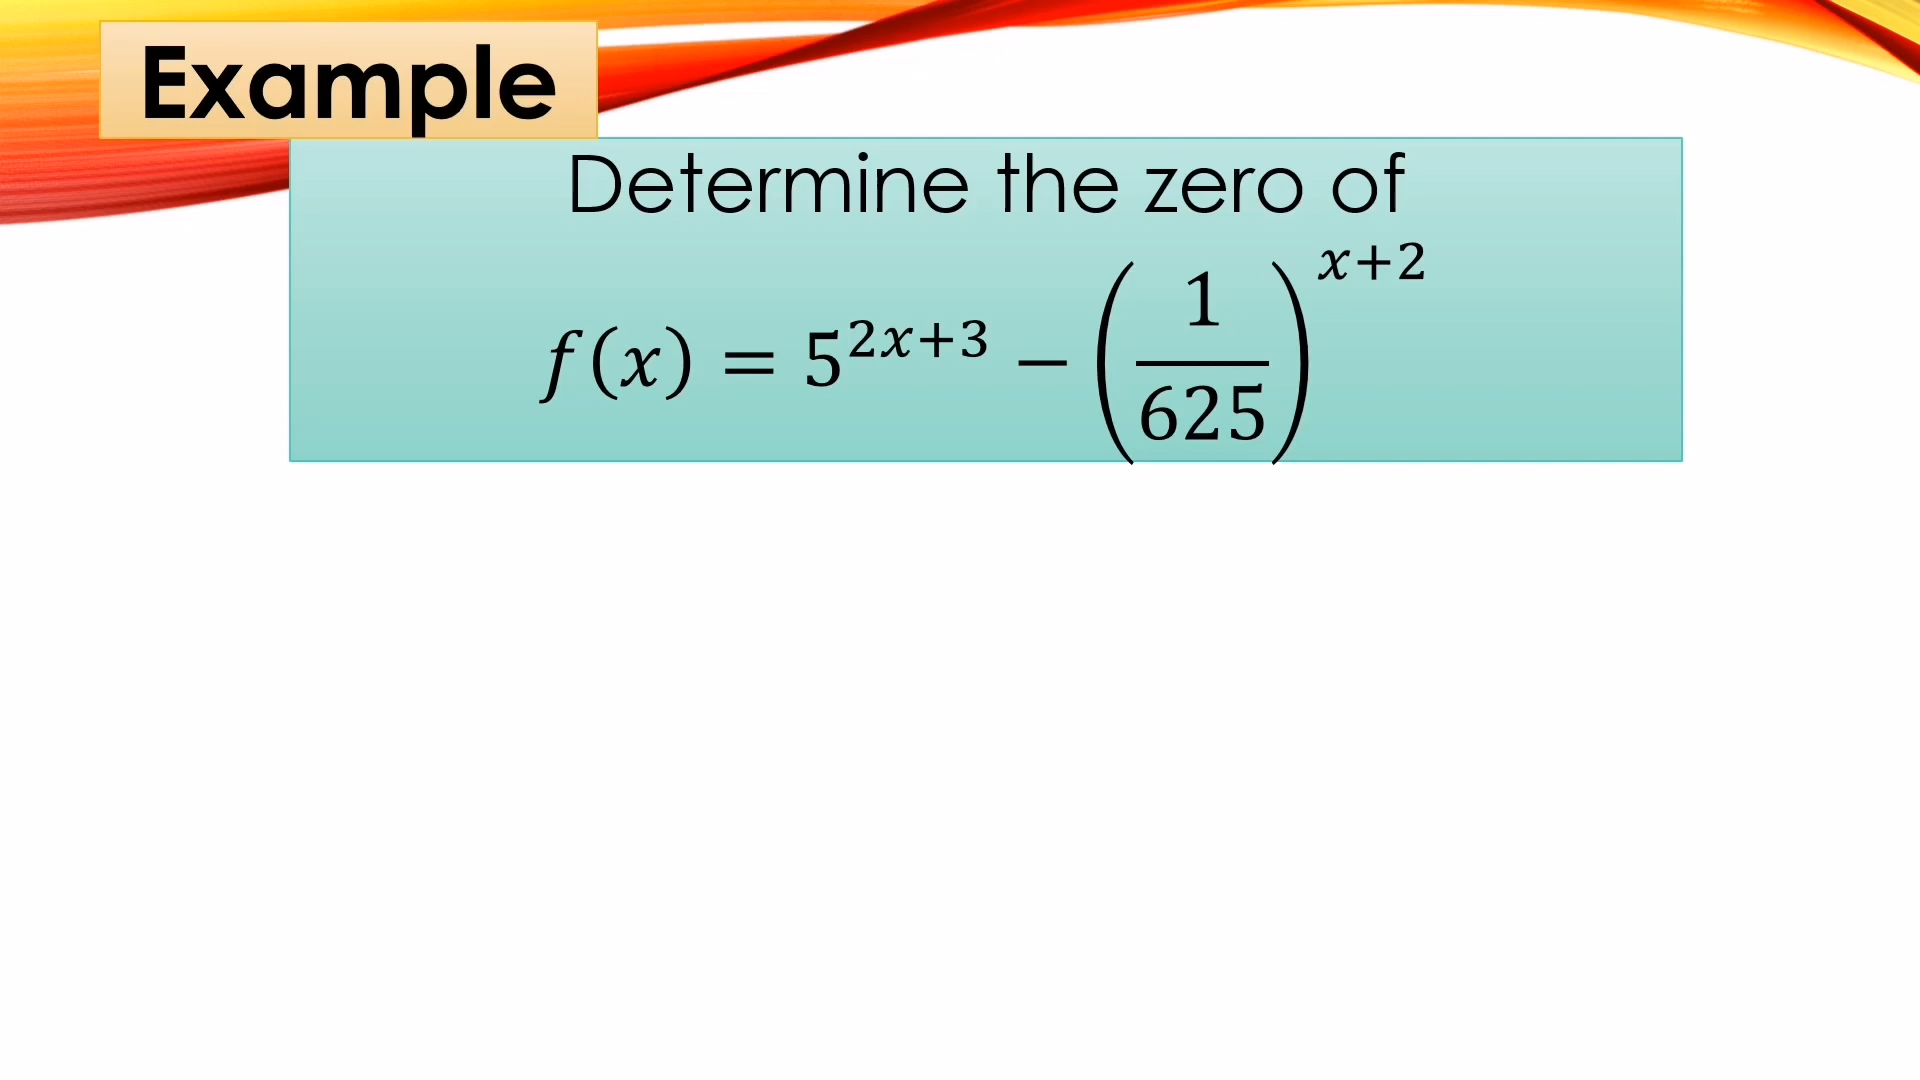 Example
Determine the zero of
f(x) = 5^{2x+3} − (1/625)^{x+2}